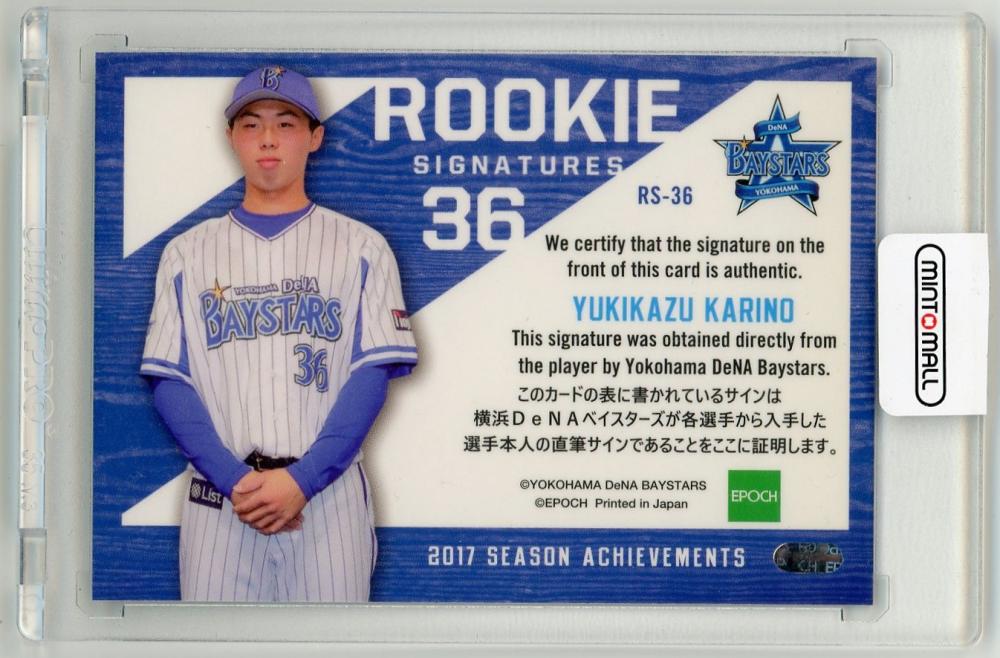 ROOKIE
SIGNATURES
36
RS-36
DeNA
BAYSTARS
YOKOHAMA
We certify that the signature on the
front of this card is authentic.
YUKIKAZU KARINO
This signature was obtained directly from
the player by Yokohama DeNA Baystars.
このカードの表に書かれているサインは
横浜DeNAベイスターズが各選手から入手した
選手本人の直筆サインであることをここに証明します。
©YOKOHAMA DeNA BAYSTARS
©EPOCH Printed in Japan
EPOCH
2017 SEASON ACHIEVEMENTS
B
YOKOHAMA DeNA
BAYSTARS
36
List
MINTOMALL